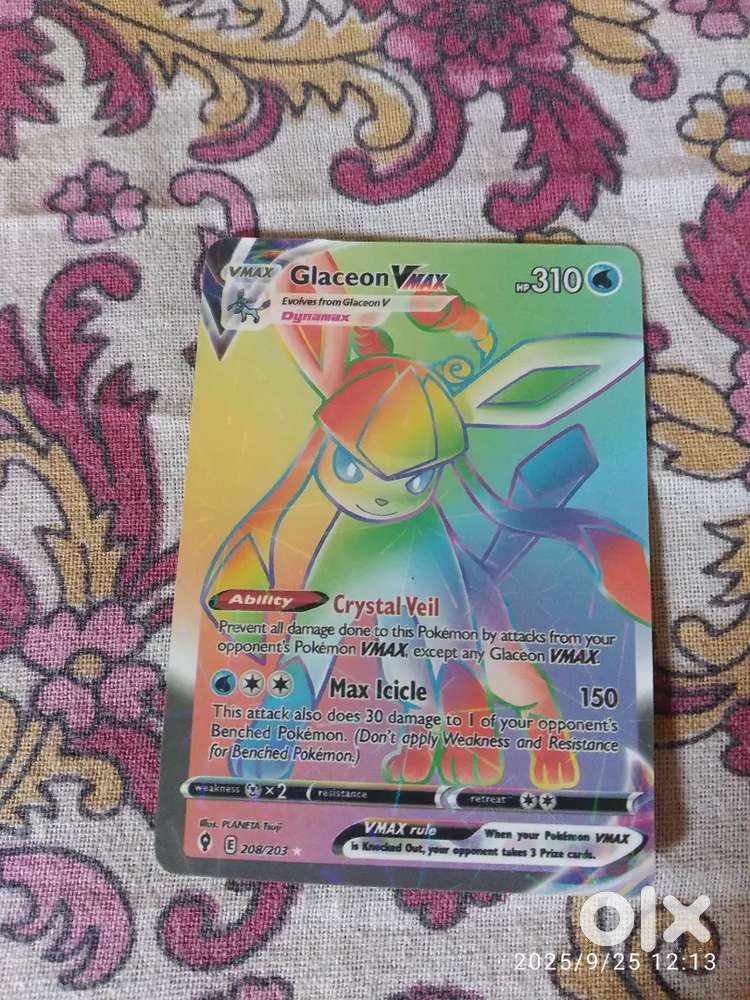 VMAX Glaceon VMAX HP 310
Evolves from Glaceon V
Dynamax
Ability Crystal Veil
Prevent all damage done to this Pokémon by attacks from your
opponent's Pokémon VMAX, except any Glaceon VMAX.
Max Icicle 150
This attack also does 30 damage to 1 of your opponent's
Benched Pokémon. (Don't apply Weakness and Resistance
for Benched Pokémon.)
weakness ×2 resistance retreat
Illus. PLANETA Tsuji
E 208/203
VMAX rule When your Pokémon VMAX
is Knocked Out, your opponent takes 3 Prize cards.
olx
2025/9/25 12:13